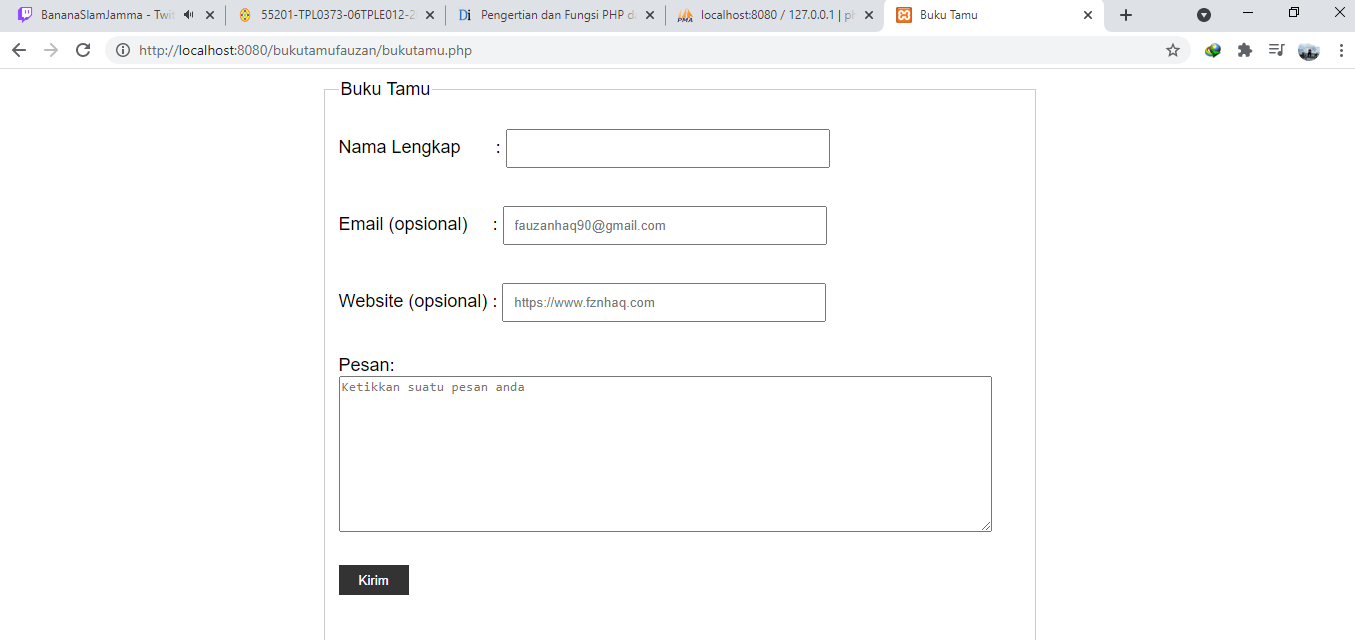 BananaSlamJamma - Twit
55201-TPL0373-06TPLE012-2
Di Pengertian dan Fungsi PHP da
PMA localhost:8080 / 127.0.0.1 | ph
Buku Tamu
http://localhost:8080/bukutamufauzan/bukutamu.php
Buku Tamu
Nama Lengkap :
Email (opsional) : fauzanhaq90@gmail.com
Website (opsional) : https://www.fznhaq.com
Pesan:
Ketikkan suatu pesan anda
Kirim